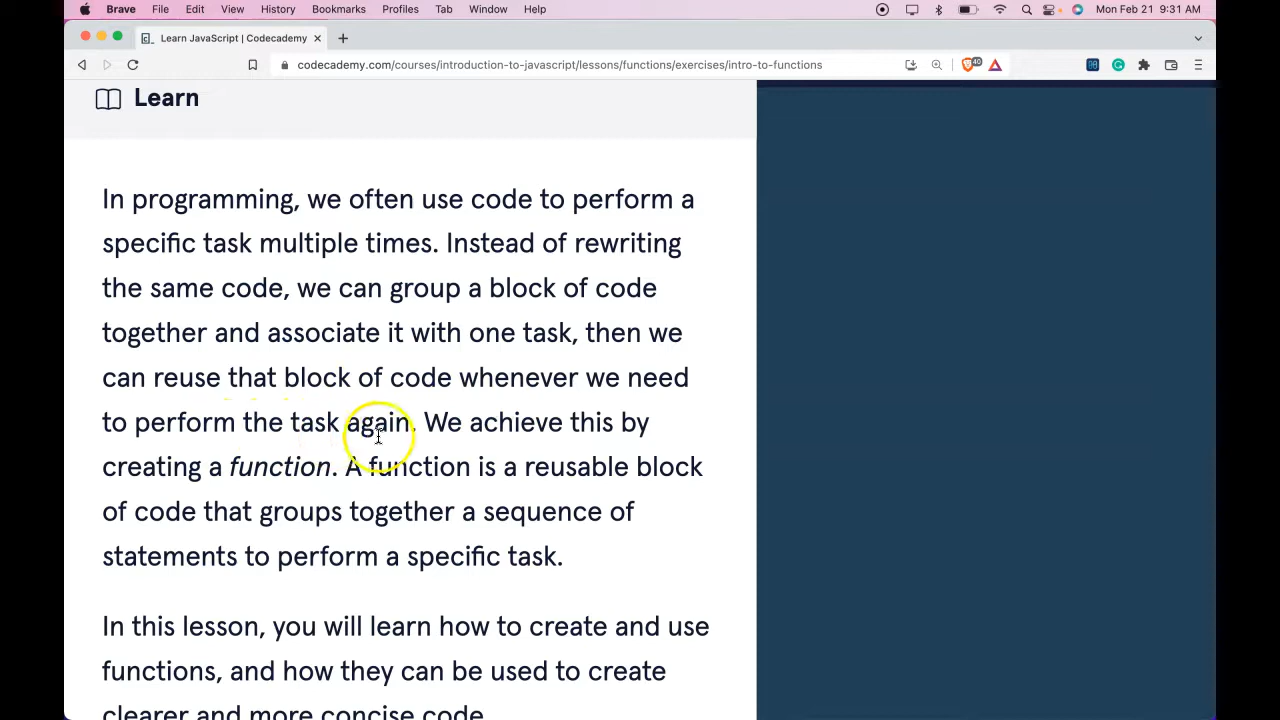 Brave File Edit View History Bookmarks Profiles Tab Window Help Mon Feb 21 9:31 AM
Learn JavaScript | Codecademy
codecademy.com/courses/introduction-to-javascript/lessons/functions/exercises/intro-to-functions
40
Learn
In programming, we often use code to perform a
specific task multiple times. Instead of rewriting
the same code, we can group a block of code
together and associate it with one task, then we
can reuse that block of code whenever we need
to perform the task again. We achieve this by
creating a function. A function is a reusable block
of code that groups together a sequence of
statements to perform a specific task.
In this lesson, you will learn how to create and use
functions, and how they can be used to create
clearer and more concise code.